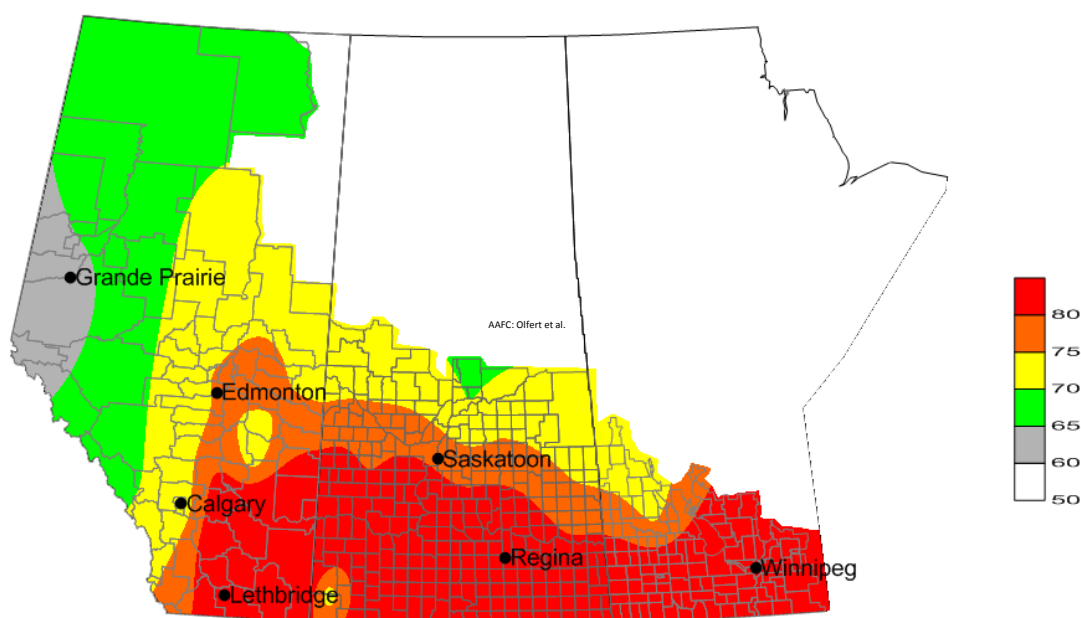 Grande Prairie
AAFC: Olfert et al.
Edmonton
Saskatoon
Calgary
Regina
Winnipeg
Lethbridge
80
75
70
65
60
50